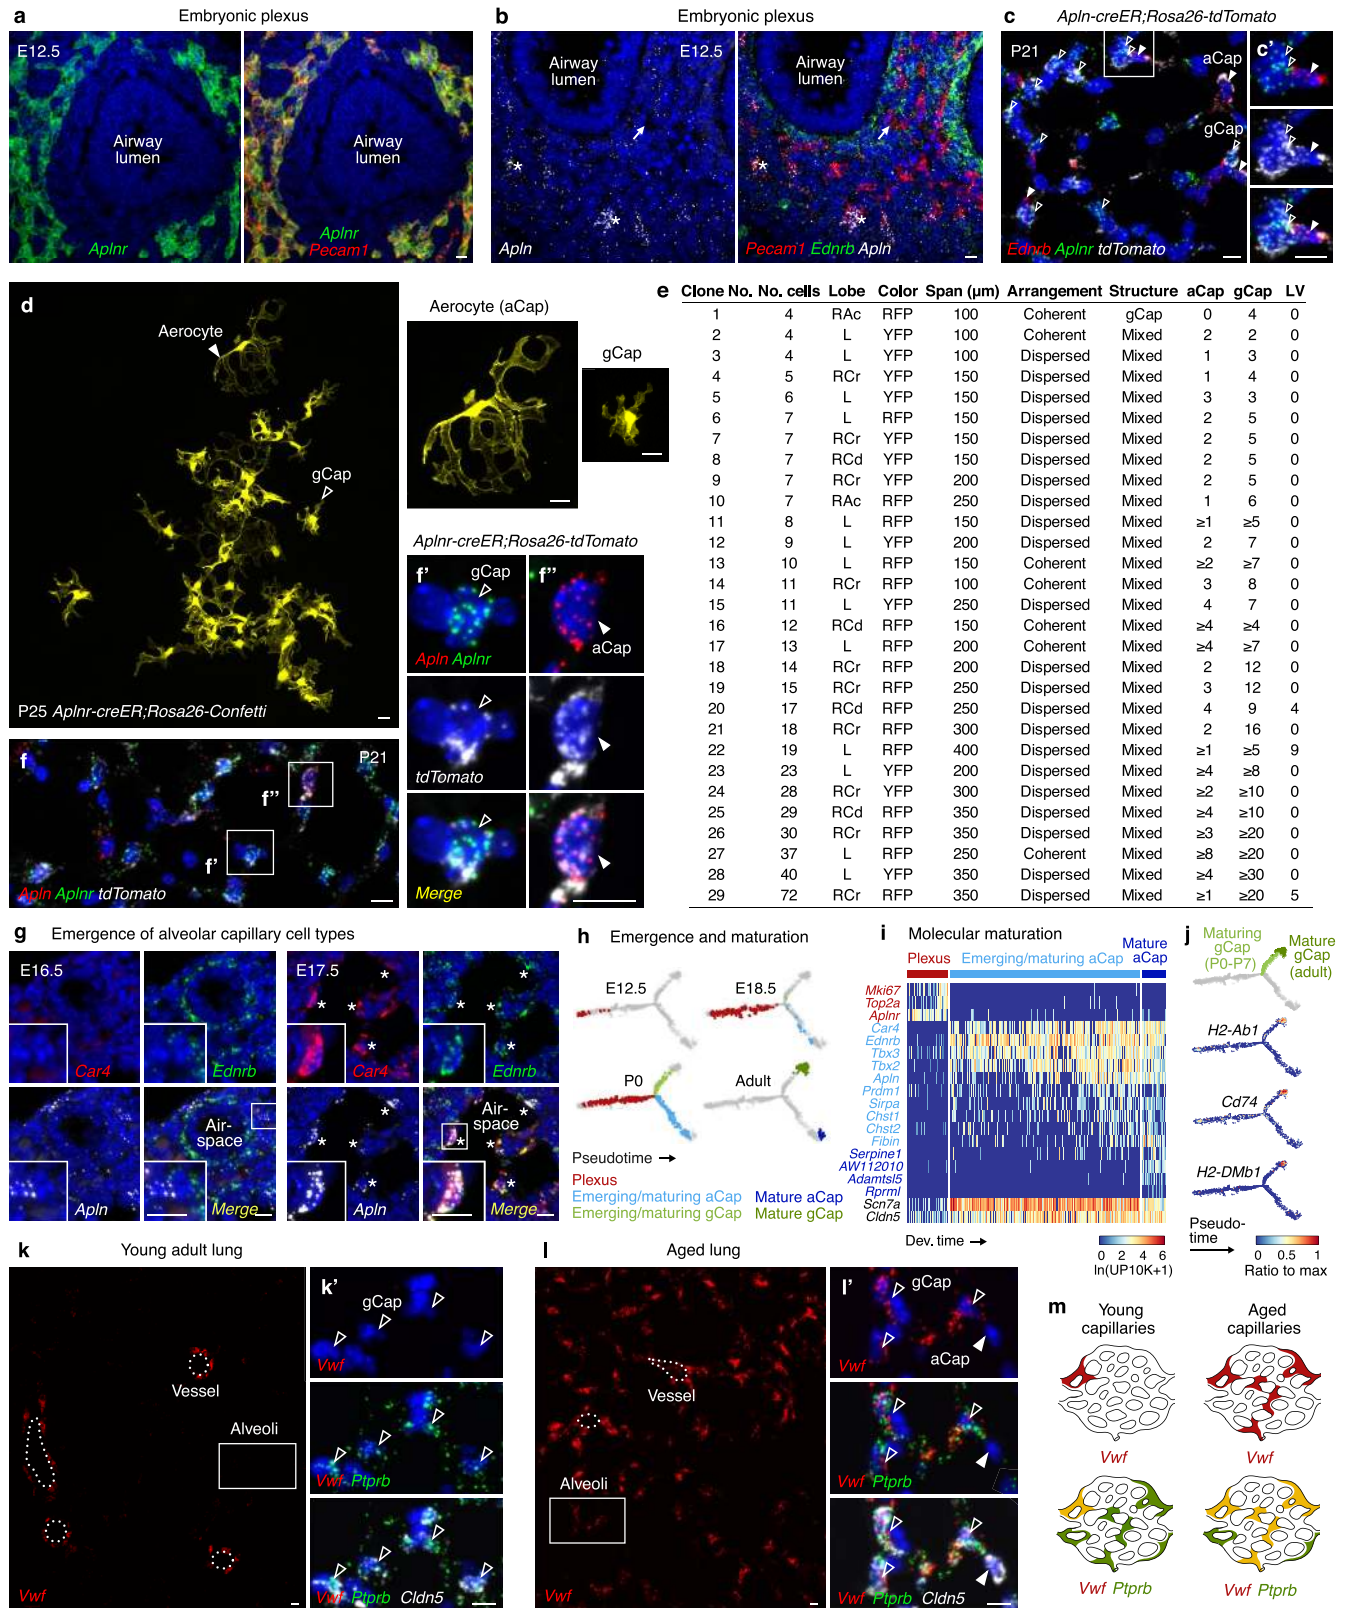 a Embryonic plexus
E12.5
Airway
lumen
Aplnr
Airway
lumen
Aplnr
Pecam1
b Embryonic plexus
Airway
lumen
E12.5
*
*
Apln
Airway
lumen
*
*
Pecam1 Ednrb Apln
c Apln-creER;Rosa26-tdTomato
P21
aCap
gCap
Ednrb Aplnr tdTomato
c'
d
Aerocyte
gCap
P25 Aplnr-creER;Rosa26-Confetti
Aerocyte (aCap)
gCap
e Clone No. No. cells Lobe Color Span (µm) Arrangement Structure aCap gCap LV
1 4 RAc RFP 100 Coherent gCap 0 4 0
2 4 L YFP 100 Coherent Mixed 2 2 0
3 4 L YFP 100 Dispersed Mixed 1 3 0
4 5 RCr YFP 150 Dispersed Mixed 1 4 0
5 6 L YFP 150 Dispersed Mixed 3 3 0
6 7 L RFP 150 Dispersed Mixed 2 5 0
7 7 RCr YFP 150 Dispersed Mixed 2 5 0
8 7 RCd YFP 150 Dispersed Mixed 2 5 0
9 7 RCr YFP 200 Dispersed Mixed 2 5 0
10 7 RAc RFP 250 Dispersed Mixed 1 6 0
11 8 L RFP 150 Dispersed Mixed ≥1 ≥5 0
12 9 L YFP 200 Dispersed Mixed 2 7 0
13 10 L RFP 150 Coherent Mixed ≥2 ≥7 0
14 11 RCr RFP 100 Coherent Mixed 3 8 0
15 11 L YFP 250 Dispersed Mixed 4 7 0
16 12 RCd RFP 150 Coherent Mixed ≥4 ≥4 0
17 13 L RFP 200 Coherent Mixed ≥4 ≥7 0
18 14 RCr RFP 200 Dispersed Mixed 2 12 0
19 15 RCr RFP 250 Dispersed Mixed 3 12 0
20 17 RCd RFP 250 Dispersed Mixed 4 9 4
21 18 RCr RFP 300 Dispersed Mixed 2 16 0
22 19 L RFP 400 Dispersed Mixed ≥1 ≥5 9
23 23 L YFP 200 Dispersed Mixed ≥4 ≥8 0
24 28 RCr YFP 300 Dispersed Mixed ≥2 ≥10 0
25 29 RCd RFP 350 Dispersed Mixed ≥4 ≥10 0
26 30 RCr RFP 350 Dispersed Mixed ≥3 ≥20 0
27 37 L RFP 250 Coherent Mixed ≥8 ≥20 0
28 40 L YFP 350 Dispersed Mixed ≥4 ≥30 0
29 72 RCr RFP 350 Dispersed Mixed ≥1 ≥20 5
Aplnr-creER;Rosa26-tdTomato
f' gCap
Apln Aplnr
f''
aCap
tdTomato
Merge
f
P21
f''
f'
Apln Aplnr tdTomato
g Emergence of alveolar capillary cell types
E16.5
Car4
Ednrb
Apln
Air-
space
Merge
E17.5
*
*
*
*
Car4
*
*
*
*
Ednrb
*
*
*
*
Apln
*
Air-
space
*
*
*
Merge
h Emergence and maturation
E12.5
E18.5
P0
Adult
Pseudotime →
Plexus
Emerging/maturing aCap Mature aCap
Emerging/maturing gCap Mature gCap
i Molecular maturation
Plexus
Emerging/maturing aCap
Mature
aCap
Mki67
Top2a
Aplnr
Car4
Ednrb
Tbx3
Tbx2
Apln
Prdm1
Sirpa
Chst1
Chst2
Fibin
Serpine1
AW112010
Adamtsl5
Rprml
Scn7a
Cldn5
Dev. time →
0 2 4 6
ln(UP10K+1)
j
Maturing
gCap
(P0-P7)
Mature
gCap
(adult)
H2-Ab1
Cd74
H2-DMb1
Pseudo-
time
0 0.5 1
Ratio to max
k Young adult lung
Vessel
Alveoli
Vwf
k'
gCap
Vwf
Vwf Ptprb
Vwf Ptprb Cldn5
l Aged lung
Vessel
Alveoli
Vwf
l'
gCap
aCap
Vwf
Vwf Ptprb
Vwf Ptprb Cldn5
m
Young
capillaries
Aged
capillaries
Vwf
Vwf
Vwf Ptprb
Vwf Ptprb